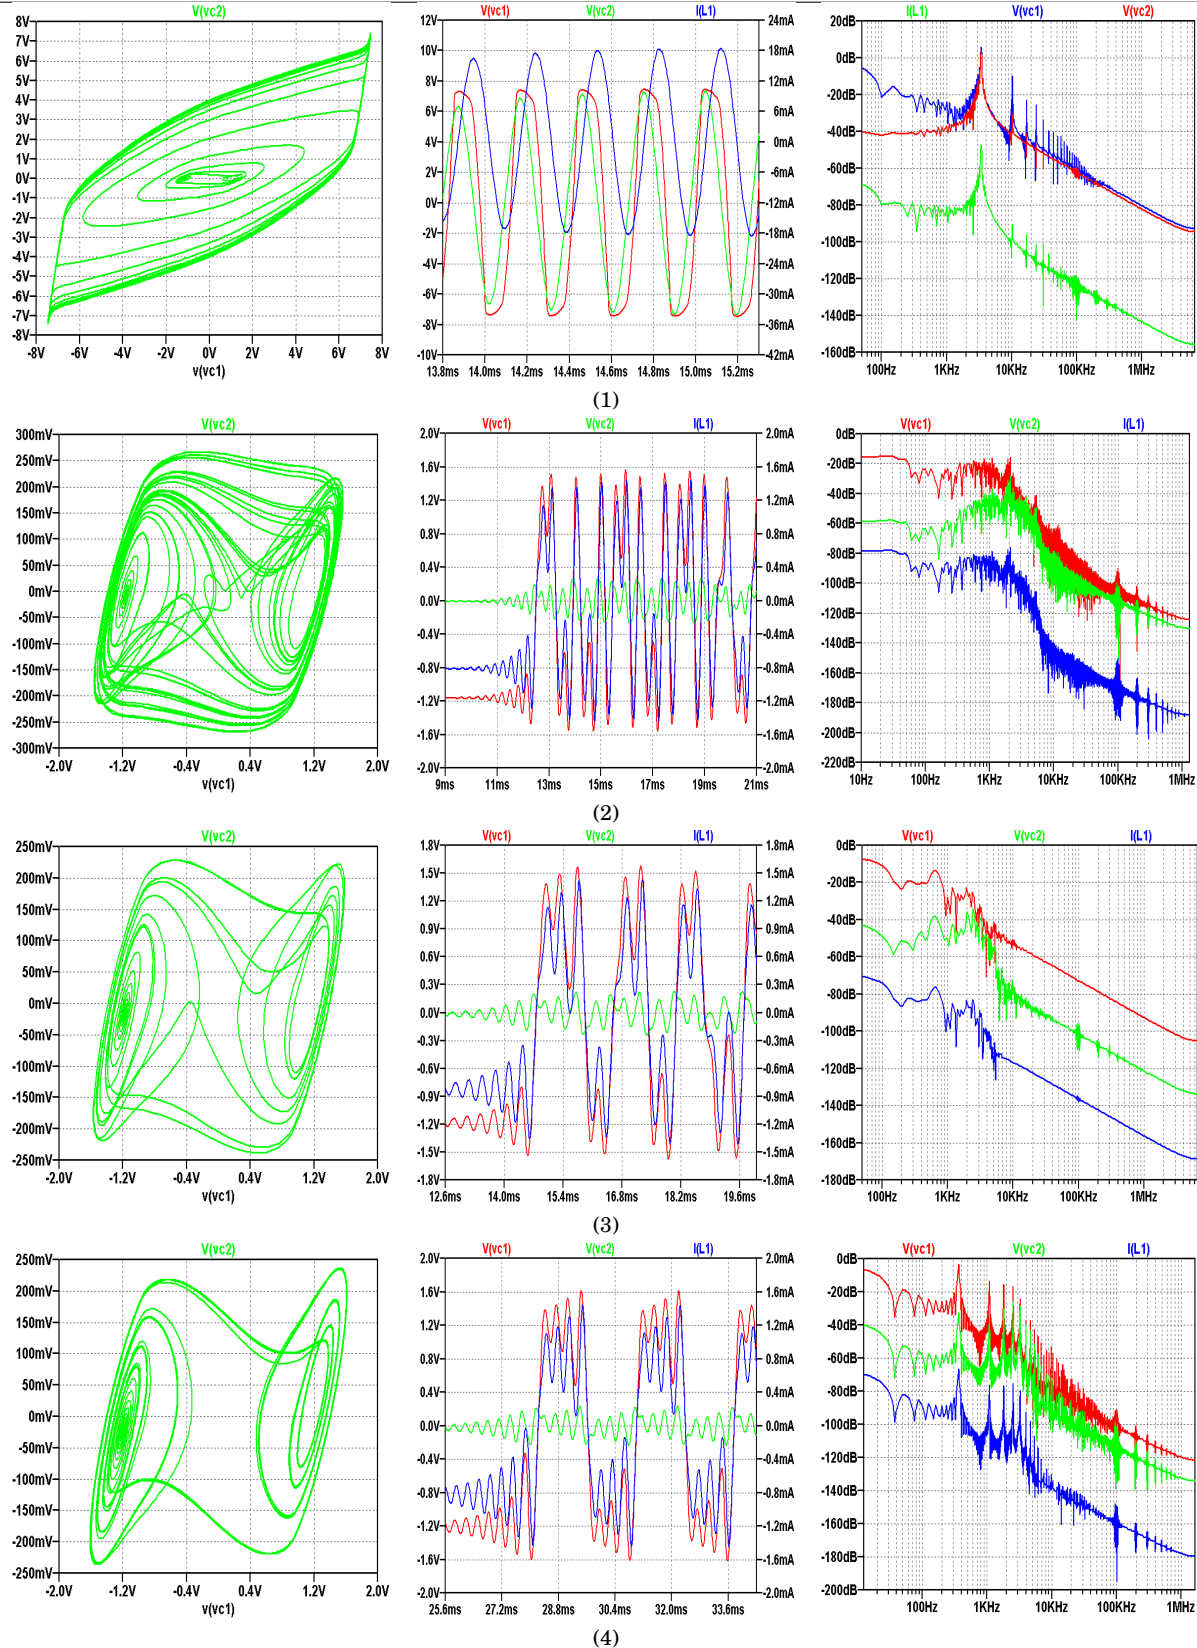 V(vc2)
8V
7V
6V
5V
4V
3V
2V
1V
0V
-1V
-2V
-3V
-4V
-5V
-6V
-7V
-8V
-8V -6V -4V -2V 0V 2V 4V 6V 8V
v(vc1)
V(vc1) V(vc2) I(L1)
12V 24mA
10V 18mA
8V 12mA
6V 6mA
4V 0mA
2V -6mA
0V -12mA
-2V -18mA
-4V -24mA
-6V -30mA
-8V -36mA
-10V -42mA
13.8ms 14.0ms 14.2ms 14.4ms 14.6ms 14.8ms 15.0ms 15.2ms
I(L1) V(vc1) V(vc2)
20dB
0dB
-20dB
-40dB
-60dB
-80dB
-100dB
-120dB
-140dB
-160dB
100Hz 1KHz 10KHz 100KHz 1MHz
(1)
V(vc2)
300mV
250mV
200mV
150mV
100mV
50mV
0mV
-50mV
-100mV
-150mV
-200mV
-250mV
-300mV
-2.0V -1.2V -0.4V 0.4V 1.2V 2.0V
v(vc1)
V(vc1) V(vc2) I(L1)
2.0V 2.0mA
1.6V 1.6mA
1.2V 1.2mA
0.8V 0.8mA
0.4V 0.4mA
0.0V 0.0mA
-0.4V -0.4mA
-0.8V -0.8mA
-1.2V -1.2mA
-1.6V -1.6mA
-2.0V -2.0mA
9ms 11ms 13ms 15ms 17ms 19ms 21ms
V(vc1) V(vc2) I(L1)
0dB
-20dB
-40dB
-60dB
-80dB
-100dB
-120dB
-140dB
-160dB
-180dB
-200dB
-220dB
10Hz 100Hz 1KHz 10KHz 100KHz 1MHz
(2)
V(vc2)
250mV
200mV
150mV
100mV
50mV
0mV
-50mV
-100mV
-150mV
-200mV
-250mV
-2.0V -1.2V -0.4V 0.4V 1.2V 2.0V
v(vc1)
V(vc1) V(vc2) I(L1)
1.8V 1.8mA
1.5V 1.5mA
1.2V 1.2mA
0.9V 0.9mA
0.6V 0.6mA
0.3V 0.3mA
0.0V 0.0mA
-0.3V -0.3mA
-0.6V -0.6mA
-0.9V -0.9mA
-1.2V -1.2mA
-1.5V -1.5mA
-1.8V -1.8mA
12.6ms 14.0ms 15.4ms 16.8ms 18.2ms 19.6ms
V(vc1) V(vc2) I(L1)
0dB
-20dB
-40dB
-60dB
-80dB
-100dB
-120dB
-140dB
-160dB
-180dB
100Hz 1KHz 10KHz 100KHz 1MHz
(3)
V(vc2)
250mV
200mV
150mV
100mV
50mV
0mV
-50mV
-100mV
-150mV
-200mV
-250mV
-2.0V -1.2V -0.4V 0.4V 1.2V 2.0V
v(vc1)
V(vc1) V(vc2) I(L1)
2.0V 2.0mA
1.6V 1.6mA
1.2V 1.2mA
0.8V 0.8mA
0.4V 0.4mA
0.0V 0.0mA
-0.4V -0.4mA
-0.8V -0.8mA
-1.2V -1.2mA
-1.6V -1.6mA
-2.0V -2.0mA
25.6ms 27.2ms 28.8ms 30.4ms 32.0ms 33.6ms
V(vc1) V(vc2) I(L1)
0dB
-20dB
-40dB
-60dB
-80dB
-100dB
-120dB
-140dB
-160dB
-180dB
-200dB
100Hz 1KHz 10KHz 100KHz 1MHz
(4)